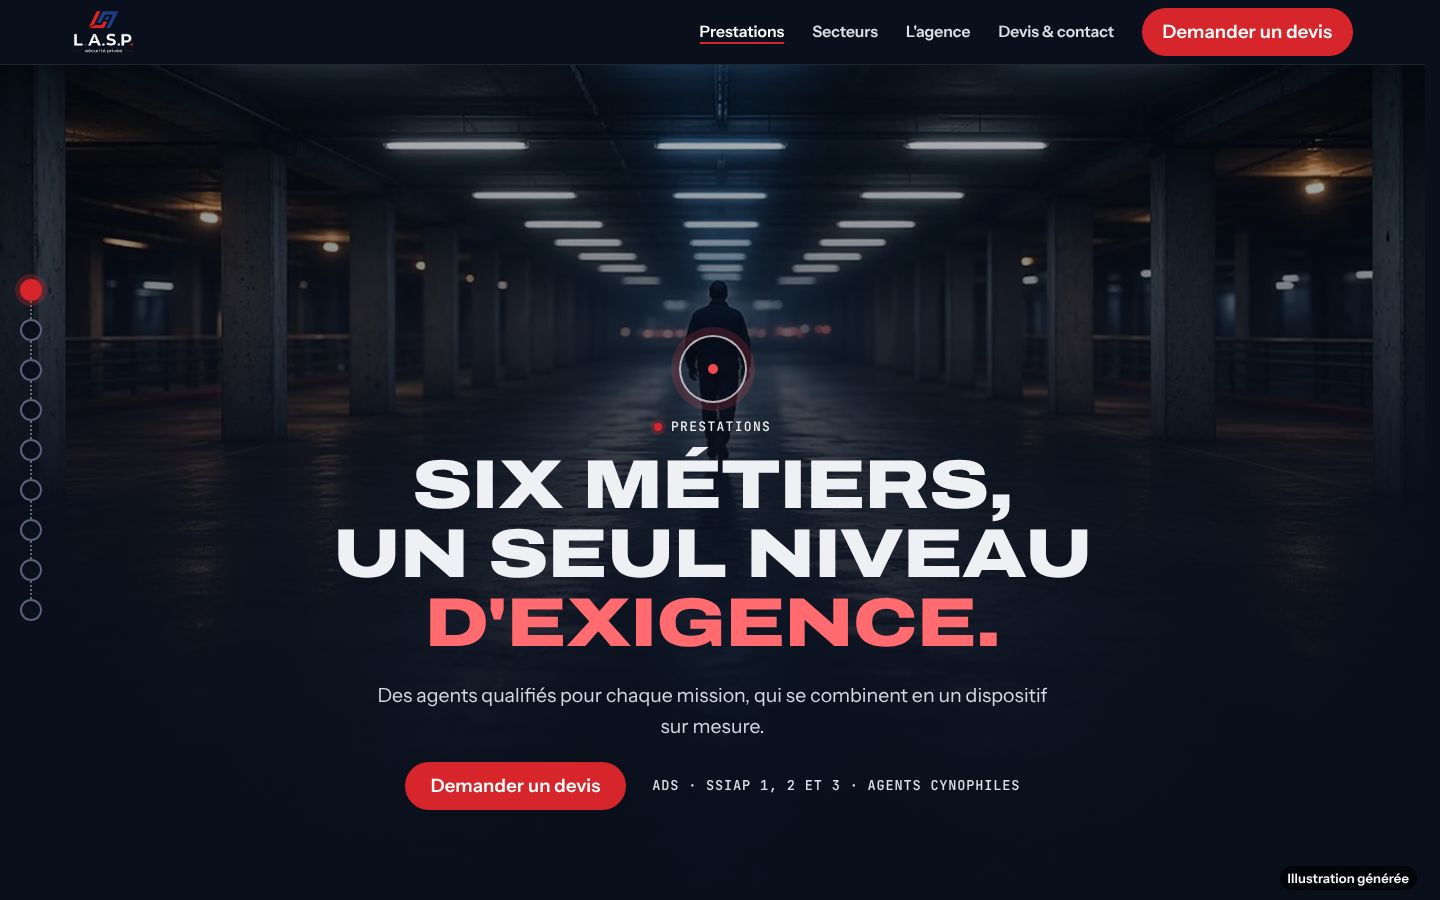 L.A.S.P.
sécurité privée
Prestations
Secteurs
L'agence
Devis & contact
Demander un devis
PRESTATIONS
SIX MÉTIERS,
UN SEUL NIVEAU
D'EXIGENCE.
Des agents qualifiés pour chaque mission, qui se combinent en un dispositif
sur mesure.
Demander un devis
ADS · SSIAP 1, 2 ET 3 · AGENTS CYNOPHILES
Illustration générée